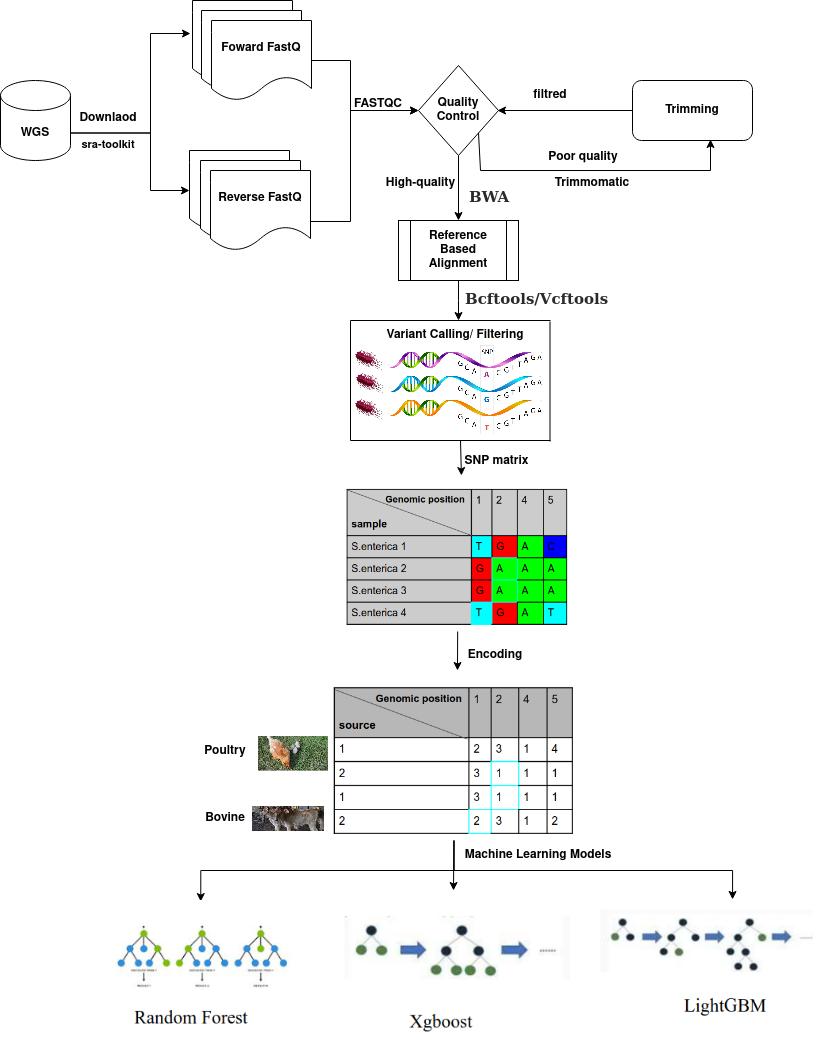 Foward FastQ
WGS
Downlaod
sra-toolkit
Reverse FastQ
FASTQC
Quality
Control
filtred
Trimming
Poor quality
Trimmomatic
High-quality
BWA
Reference
Based
Alignment
Bcftools/Vcftools
Variant Calling/ Filtering
SNP
G C A A C G T T A G A
G C A G C G T T A G A
G C A T C G T T A C A
SNP matrix
Genomic position 1 2 4 5
sample
S.enterica 1 T G A C
S.enterica 2 G A A A
S.enterica 3 G A A A
S.enterica 4 T G A T
Encoding
Genomic position 1 2 4 5
source
Poultry
1 2 3 1 4
2 3 1 1 1
1 3 1 1 1
Bovine
2 2 3 1 2
Machine Learning Models
Random Forest
Xgboost
LightGBM